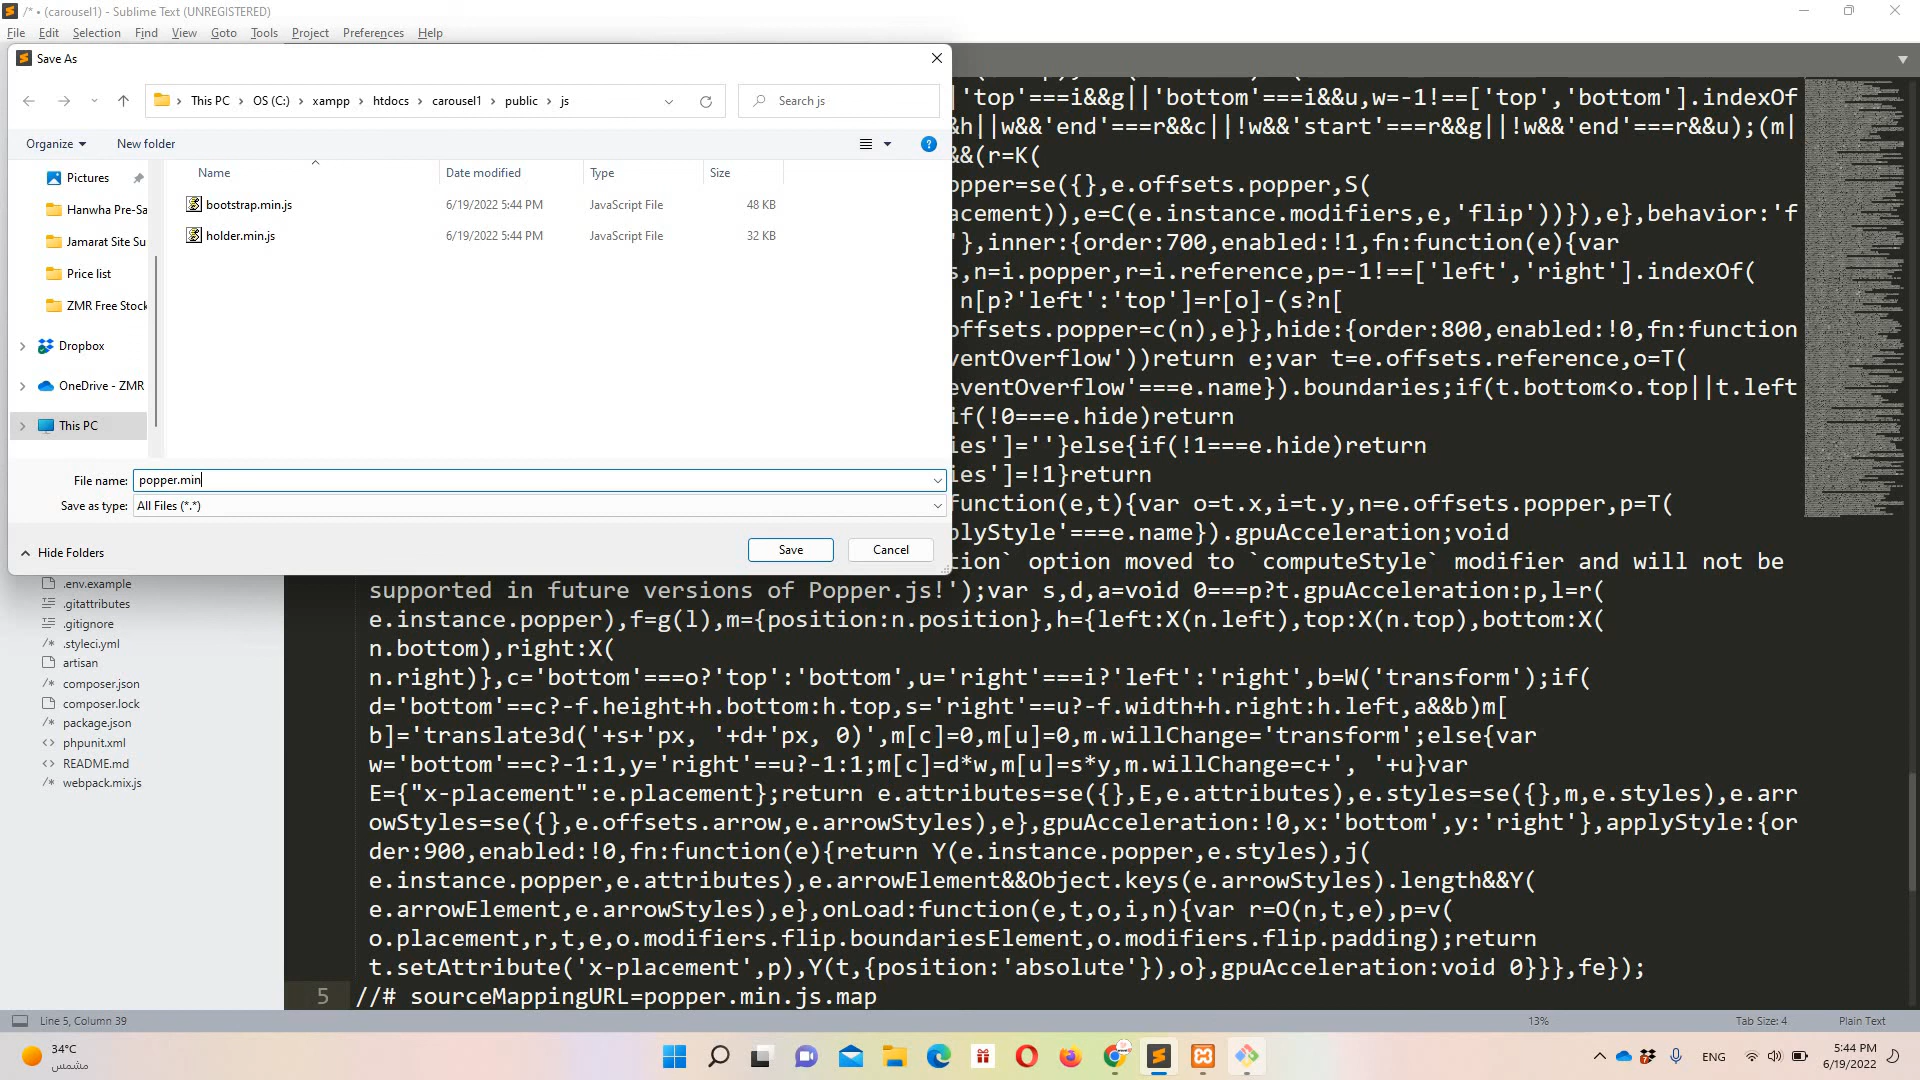 /* • (carousel1) - Sublime Text (UNREGISTERED)
File Edit Selection Find View Goto Tools Project Preferences Help
Save As
This PC > OS (C:) > xampp > htdocs > carousel1 > public > js
Search js
Organize New folder
Name Date modified Type Size
bootstrap.min.js 6/19/2022 5:44 PM JavaScript File 48 KB
holder.min.js 6/19/2022 5:44 PM JavaScript File 32 KB
Pictures
Hanwha Pre-Sa
Jamarat Site Su
Price list
ZMR Free Stock
Dropbox
OneDrive - ZMR
This PC
File name: popper.min
Save as type: All Files (*.*)
Hide Folders
Save Cancel
'top'===i&&g||'bottom'===i&&u,w=-1!==['top','bottom'].indexOf
&h||w&&'end'===r&&c||!w&&'start'===r&&g||!w&&'end'===r&&u);(m|
&&(r=K(
opper=se({},e.offsets.popper,S(
acement)),e=C(e.instance.modifiers,e,'flip'))}),e},behavior:'f
'},inner:{order:700,enabled:!1,fn:function(e){var
s,n=i.popper,r=i.reference,p=-1!==['left','right'].indexOf(
n[p?'left':'top']=r[o]-(s?n[
offsets.popper=c(n),e}},hide:{order:800,enabled:!0,fn:function
ventOverflow'))return e;var t=e.offsets.reference,o=T(
eventOverflow'===e.name}).boundaries;if(t.bottom<o.top||t.left
if(!0===e.hide)return
ies']=''}else{if(!1===e.hide)return
ies']=!1}return
function(e,t){var o=t.x,i=t.y,n=e.offsets.popper,p=T(
plyStyle'===e.name}).gpuAcceleration;void
tion` option moved to `computeStyle` modifier and will not be
supported in future versions of Popper.js!');var s,d,a=void 0===p?t.gpuAcceleration:p,l=r(
e.instance.popper),f=g(l),m={position:n.position},h={left:X(n.left),top:X(n.top),bottom:X(
n.bottom),right:X(
n.right)},c='bottom'===o?'top':'bottom',u='right'===i?'left':'right',b=W('transform');if(
d='bottom'==c?-f.height+h.bottom:h.top,s='right'==u?-f.width+h.right:h.left,a&&b)m[
b]='translate3d('+s+'px, '+d+'px, 0)',m[c]=0,m[u]=0,m.willChange='transform';else{var
w='bottom'==c?-1:1,y='right'==u?-1:1;m[c]=d*w,m[u]=s*y,m.willChange=c+', '+u}var
E={"x-placement":e.placement};return e.attributes=se({},E,e.attributes),e.styles=se({},m,e.styles),e.arr
owStyles=se({},e.offsets.arrow,e.arrowStyles),e},gpuAcceleration:!0,x:'bottom',y:'right'},applyStyle:{or
der:900,enabled:!0,fn:function(e){return Y(e.instance.popper,e.styles),j(
e.instance.popper,e.attributes),e.arrowElement&&Object.keys(e.arrowStyles).length&&Y(
e.arrowElement,e.arrowStyles),e},onLoad:function(e,t,o,i,n){var r=O(n,t,e),p=v(
o.placement,r,t,e,o.modifiers.flip.boundariesElement,o.modifiers.flip.padding);return
t.setAttribute('x-placement',p),Y(t,{position:'absolute'}),o},gpuAcceleration:void 0}}},fe});
5 //# sourceMappingURL=popper.min.js.map
.env.example
.gitattributes
.gitignore
/* .styleci.yml
artisan
/* composer.json
composer.lock
/* package.json
<> phpunit.xml
<> README.md
/* webpack.mix.js
Line 5, Column 39 13% Tab Size: 4 Plain Text
34°C
مشمس
ENG
5:44 PM
6/19/2022